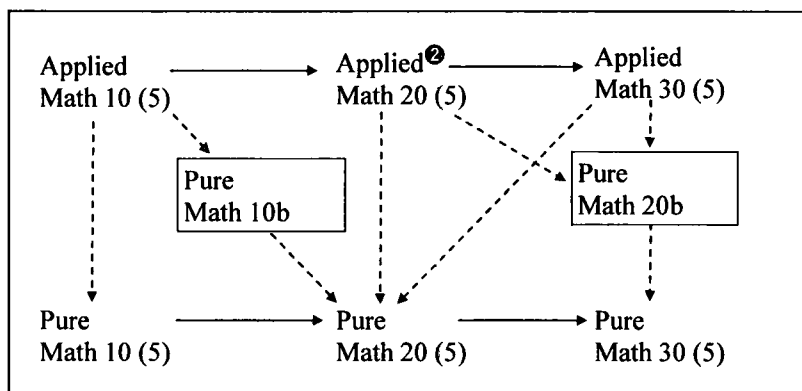 Applied
Math 10 (5)
Applied❷
Math 20 (5)
Applied
Math 30 (5)
Pure
Math 10b
Pure
Math 20b
Pure
Math 10 (5)
Pure
Math 20 (5)
Pure
Math 30 (5)